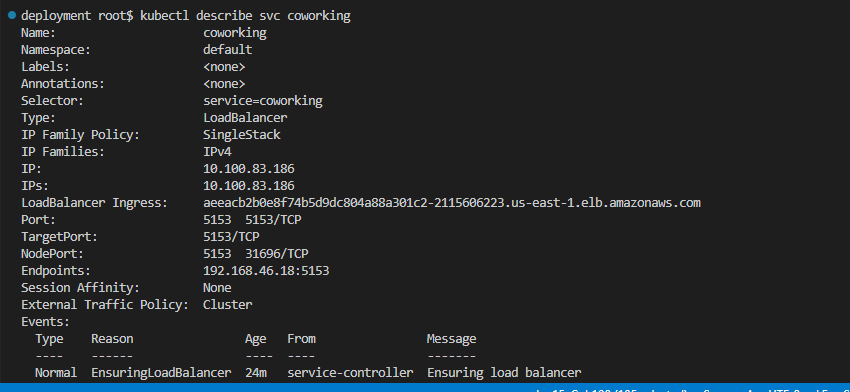 deployment root$ kubectl describe svc coworking
Name: coworking
Namespace: default
Labels: <none>
Annotations: <none>
Selector: service=coworking
Type: LoadBalancer
IP Family Policy: SingleStack
IP Families: IPv4
IP: 10.100.83.186
IPs: 10.100.83.186
LoadBalancer Ingress: aeeacb2b0e8f74b5d9dc804a88a301c2-2115606223.us-east-1.elb.amazonaws.com
Port: 5153 5153/TCP
TargetPort: 5153/TCP
NodePort: 5153 31696/TCP
Endpoints: 192.168.46.18:5153
Session Affinity: None
External Traffic Policy: Cluster
Events:
Type Reason Age From Message
---- ------ ---- ---- -------
Normal EnsuringLoadBalancer 24m service-controller Ensuring load balancer